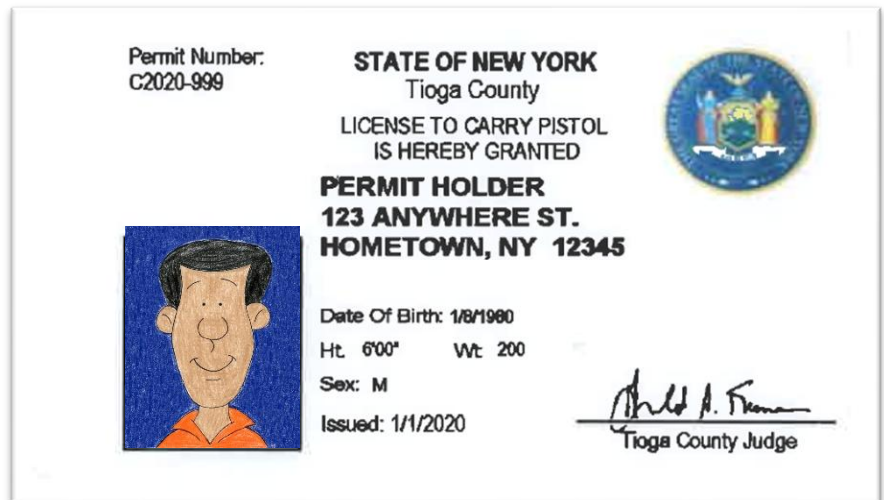 Permit Number:
C2020-999
STATE OF NEW YORK
Tioga County
LICENSE TO CARRY PISTOL
IS HEREBY GRANTED
PERMIT HOLDER
123 ANYWHERE ST.
HOMETOWN, NY 12345
Date Of Birth: 1/8/1980
Ht. 6'00" Wt: 200
Sex: M
Issued: 1/1/2020
Tioga County Judge